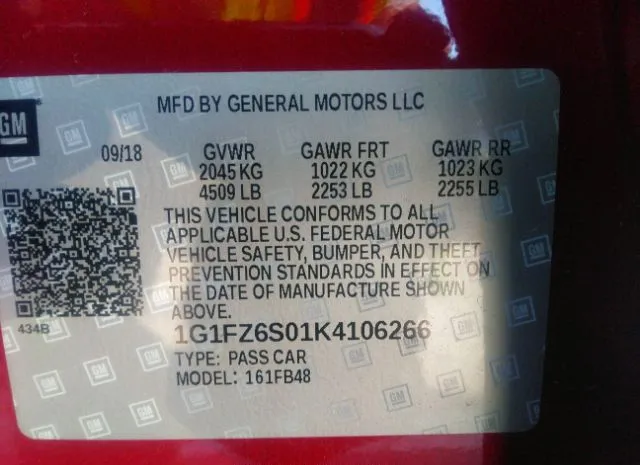 GM
MFD BY GENERAL MOTORS LLC
09/18 GVWR GAWR FRT GAWR RR
2045 KG 1022 KG 1023 KG
4509 LB 2253 LB 2255 LB
THIS VEHICLE CONFORMS TO ALL
APPLICABLE U.S. FEDERAL MOTOR
VEHICLE SAFETY, BUMPER, AND THEFT
PREVENTION STANDARDS IN EFFECT ON
THE DATE OF MANUFACTURE SHOWN
ABOVE.
434B
1G1FZ6S01K4106266
TYPE: PASS CAR
MODEL: 161FB48